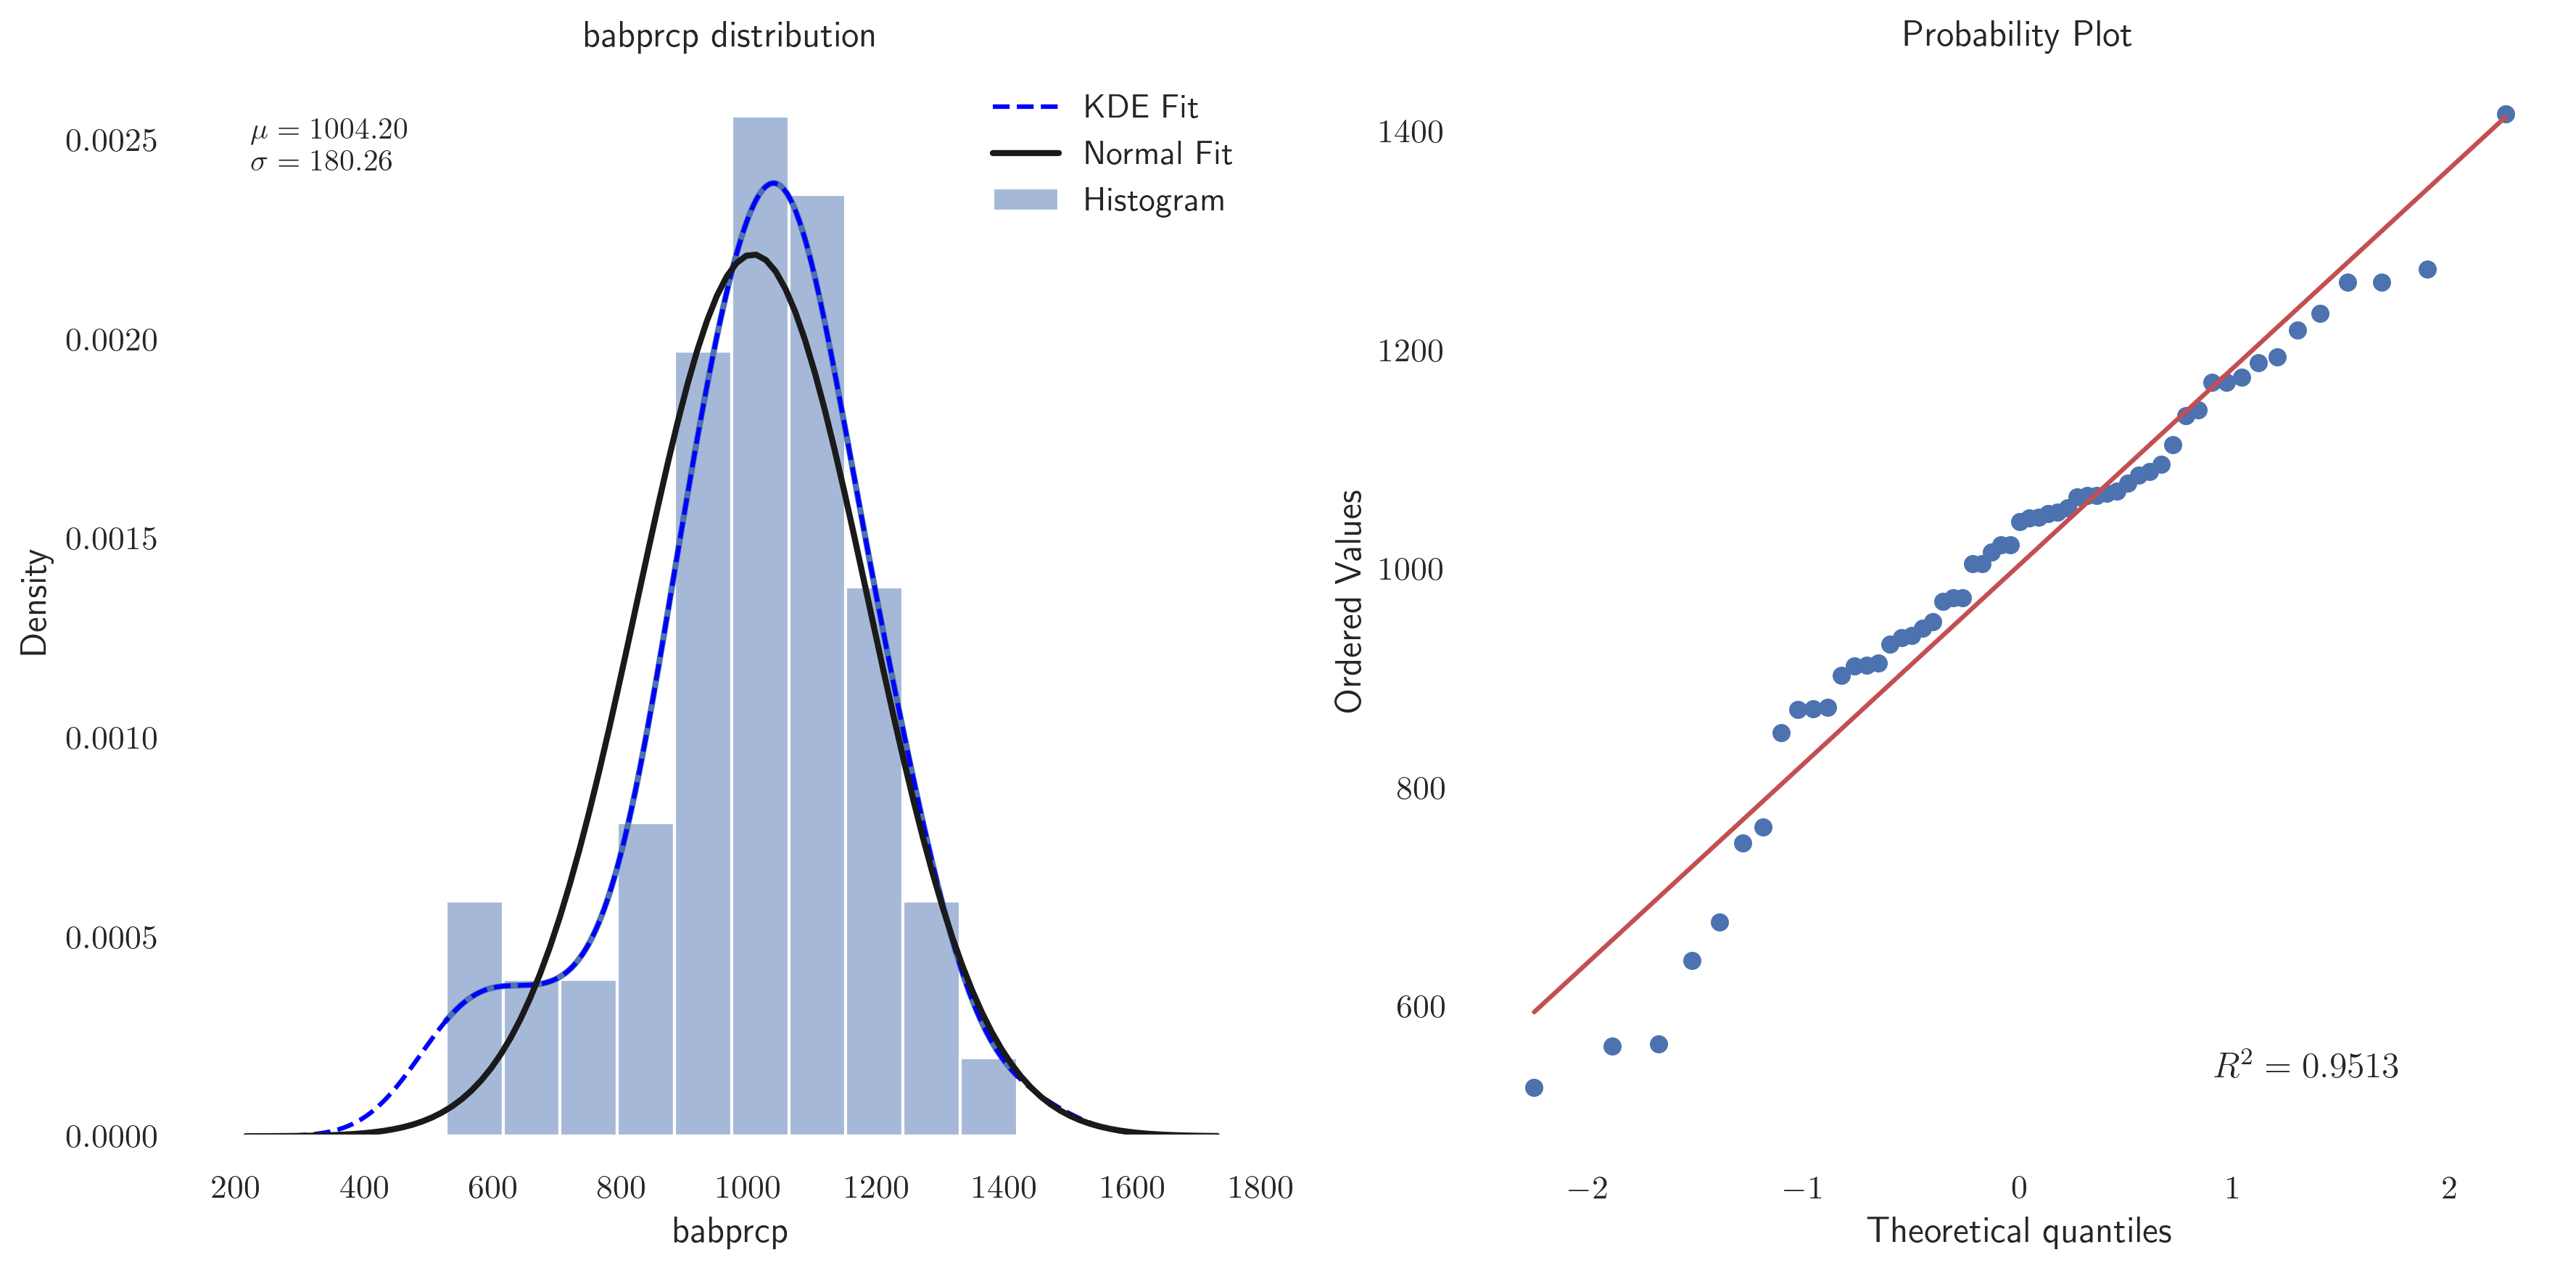 babprcp distribution
μ = 1004.20
σ = 180.26
KDE Fit
Normal Fit
Histogram
0.0025
0.0020
0.0015
0.0010
0.0005
0.0000
Density
200 400 600 800 1000 1200 1400 1600 1800
babprcp
Probability Plot
1400
1200
1000
800
600
Ordered Values
R² = 0.9513
−2 −1 0 1 2
Theoretical quantiles